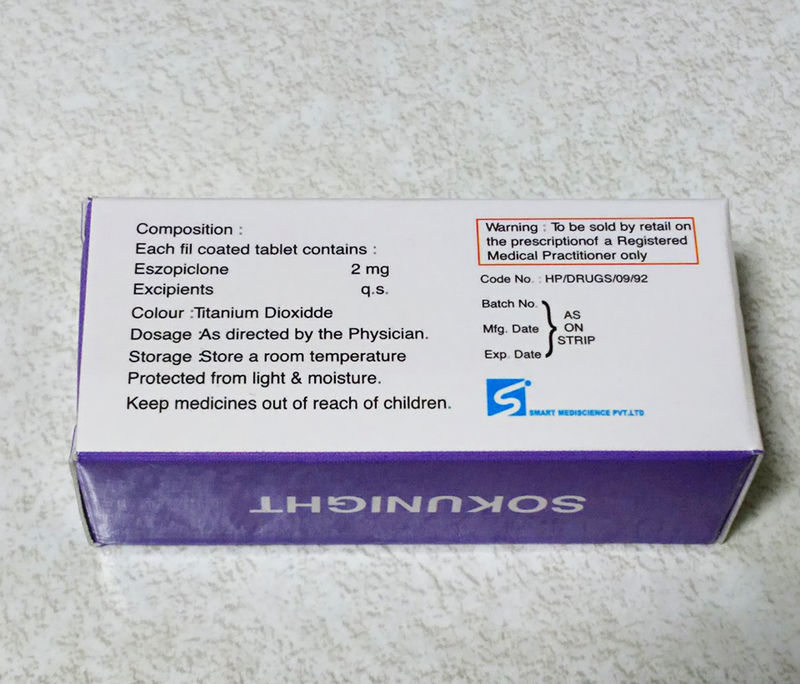 Composition :
Each fil coated tablet contains :
Eszopiclone 2 mg
Excipients q.s.
Colour :Titanium Dioxidde
Dosage :As directed by the Physician.
Storage :Store a room temperature
Protected from light & moisture.
Keep medicines out of reach of children.
Warning : To be sold by retail on
the prescriptionof a Registered
Medical Practitioner only
Code No. : HP/DRUGS/09/92
Batch No.
Mfg. Date
Exp. Date
AS
ON
STRIP
S
SMART MEDISCIENCE PVT.LTD
SOKUNIGHT